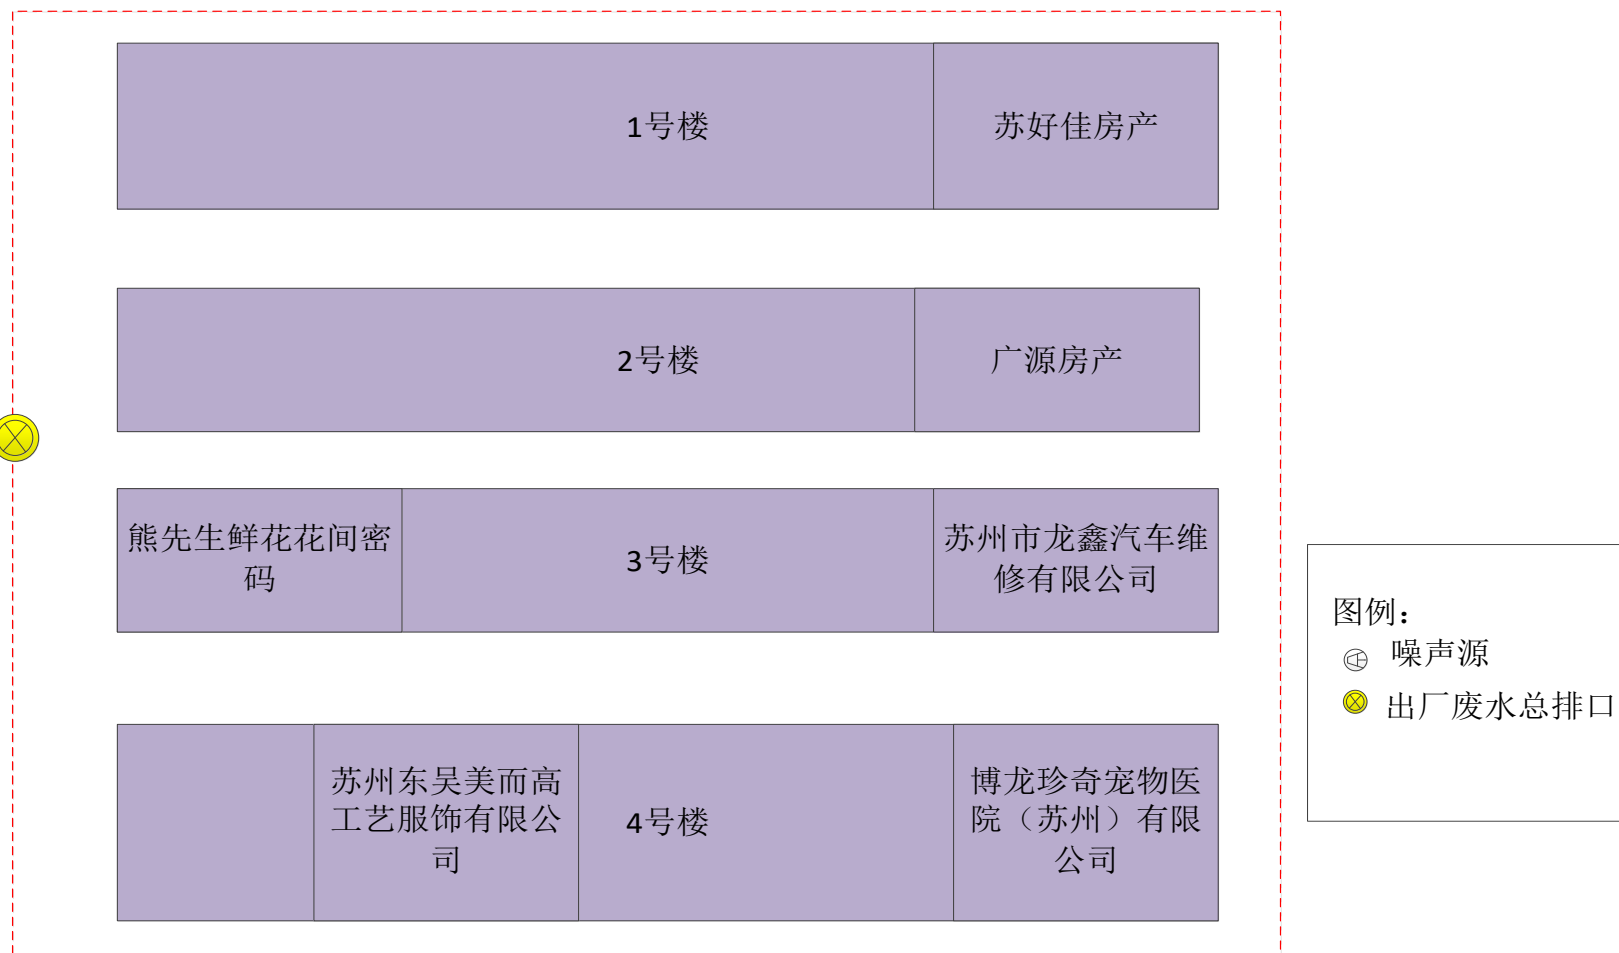 1号楼
苏好佳房产
2号楼
广源房产
熊先生鲜花花间密
码
3号楼
苏州市龙鑫汽车维
修有限公司
图例：
噪声源
出厂废水总排口
苏州东吴美而高
工艺服饰有限公
司
4号楼
博龙珍奇宠物医
院（苏州）有限
公司